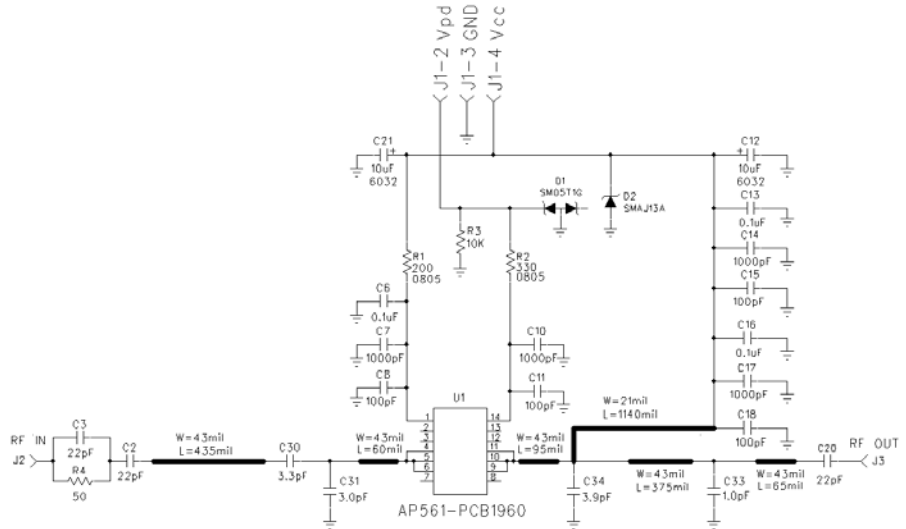 J1-2 Vpd
J1-3 GND
J1-4 Vcc
C21
+
10uF
6032
C12
+
10uF
6032
D1
SM05T1G
D2
SMAJ13A
C13
0.1uF
C14
1000pF
C15
100pF
R3
10K
R1
200
0805
R2
330
0805
C6
0.1uF
C7
1000pF
C8
100pF
C10
1000pF
C11
100pF
C16
0.1uF
C17
1000pF
C18
100pF
U1
1
2
3
4
5
6
7
14
13
12
11
10
9
8
W=21mil
L=1140mil
RF IN
J2
C3
22pF
R4
50
C2
22pF
W=43mil
L=435mil
C30
3.3pF
C31
3.0pF
W=43mil
L=60mil
W=43mil
L=95mil
C34
3.9pF
W=43mil
L=375mil
C33
1.0pF
W=43mil
L=65mil
C20
22pF
RF OUT
J3
AP561-PCB1960